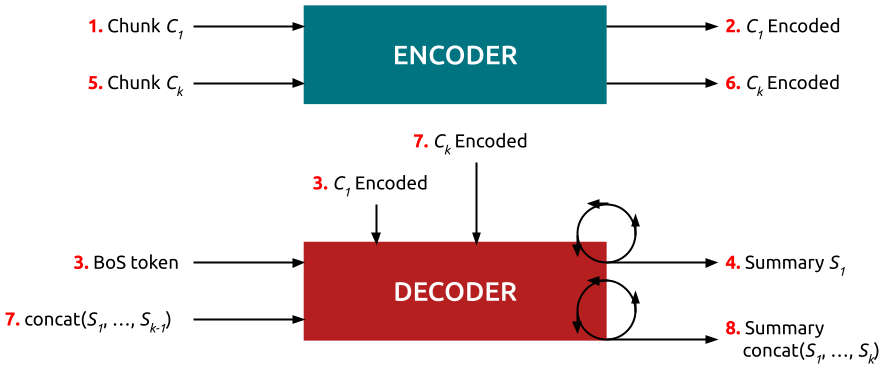 1. Chunk C1
ENCODER
2. C1 Encoded
5. Chunk Ck
6. Ck Encoded
7. Ck Encoded
3. C1 Encoded
3. BoS token
DECODER
4. Summary S1
7. concat(S1, ..., Sk-1)
8. Summary
concat(S1, ..., Sk)